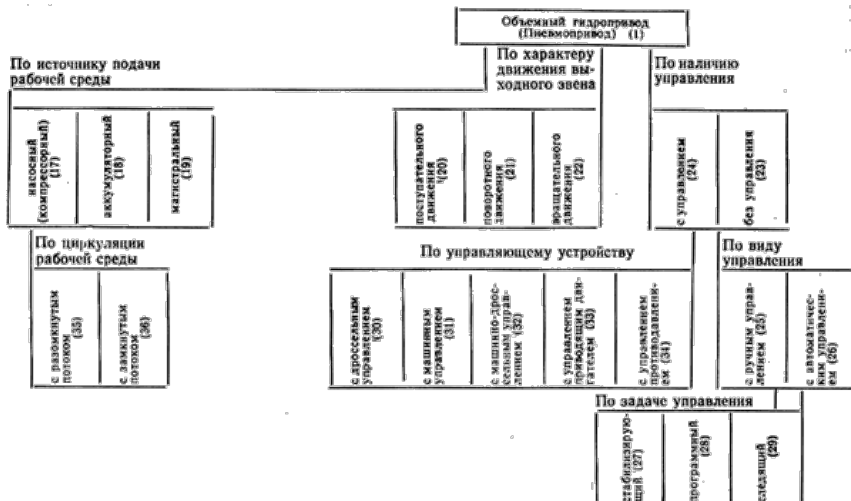 Объемный гидропривод
(Пневмопривод) (1)
По источнику подачи
рабочей среды
По характеру
движения вы-
ходного звена
По наличию
управления
насосный
(компрессорный)
(17)
аккумуляторный
(18)
магистральный
(19)
поступательного
движения (20)
поворотного
движения (21)
вращательного
движения (22)
с управлением
(24)
без управления
(23)
По циркуляции
рабочей среды
По управляющему устройству
По виду
управления
с разомкнутым
потоком (35)
с замкнутым
потоком (36)
с дроссельным
управлением
(30)
с машинным
управлением
(31)
с машинно-дрос-
сельным управ-
лением (32)
с управлением
приводящим дви-
гателем (33)
с управлением
противодавлени-
ем (34)
с ручным управ-
лением (25)
с автоматичес-
ким управлени-
ем (26)
По задаче управления
стабилизирую-
щий (27)
программный
(28)
следящий
(29)